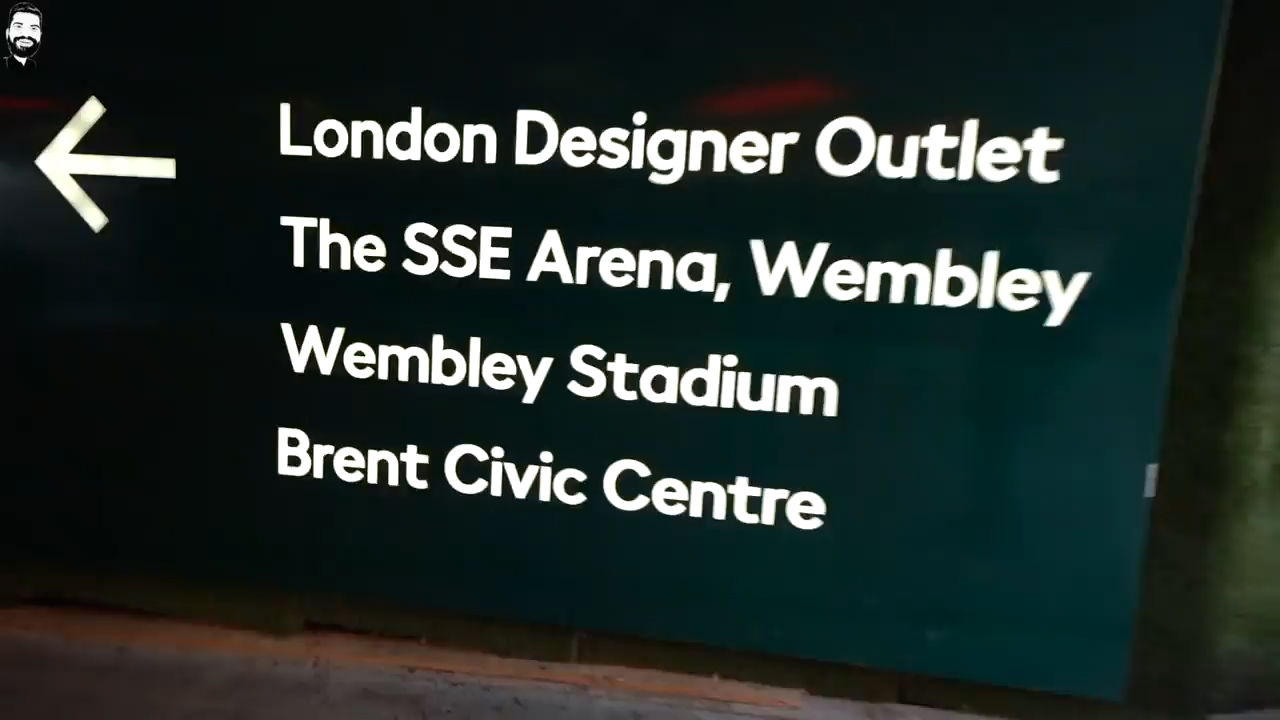 London Designer Outlet
The SSE Arena, Wembley
Wembley Stadium
Brent Civic Centre